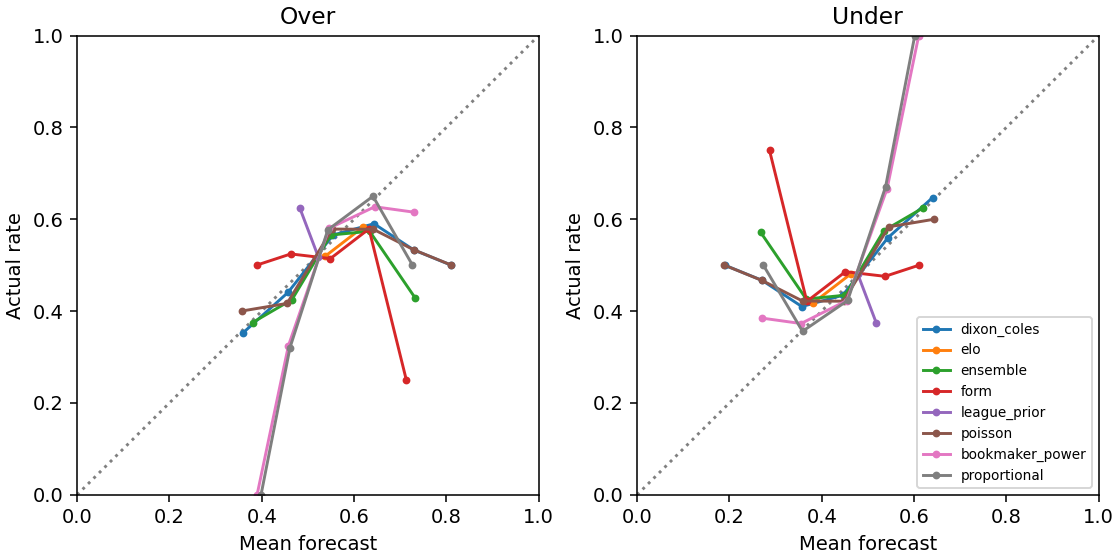 Over
Under
1.0
0.8
0.6
0.4
0.2
0.0
Actual rate
0.0 0.2 0.4 0.6 0.8 1.0
Mean forecast
1.0
0.8
0.6
0.4
0.2
0.0
Actual rate
0.0 0.2 0.4 0.6 0.8 1.0
Mean forecast
dixon_coles
elo
ensemble
form
league_prior
poisson
bookmaker_power
proportional